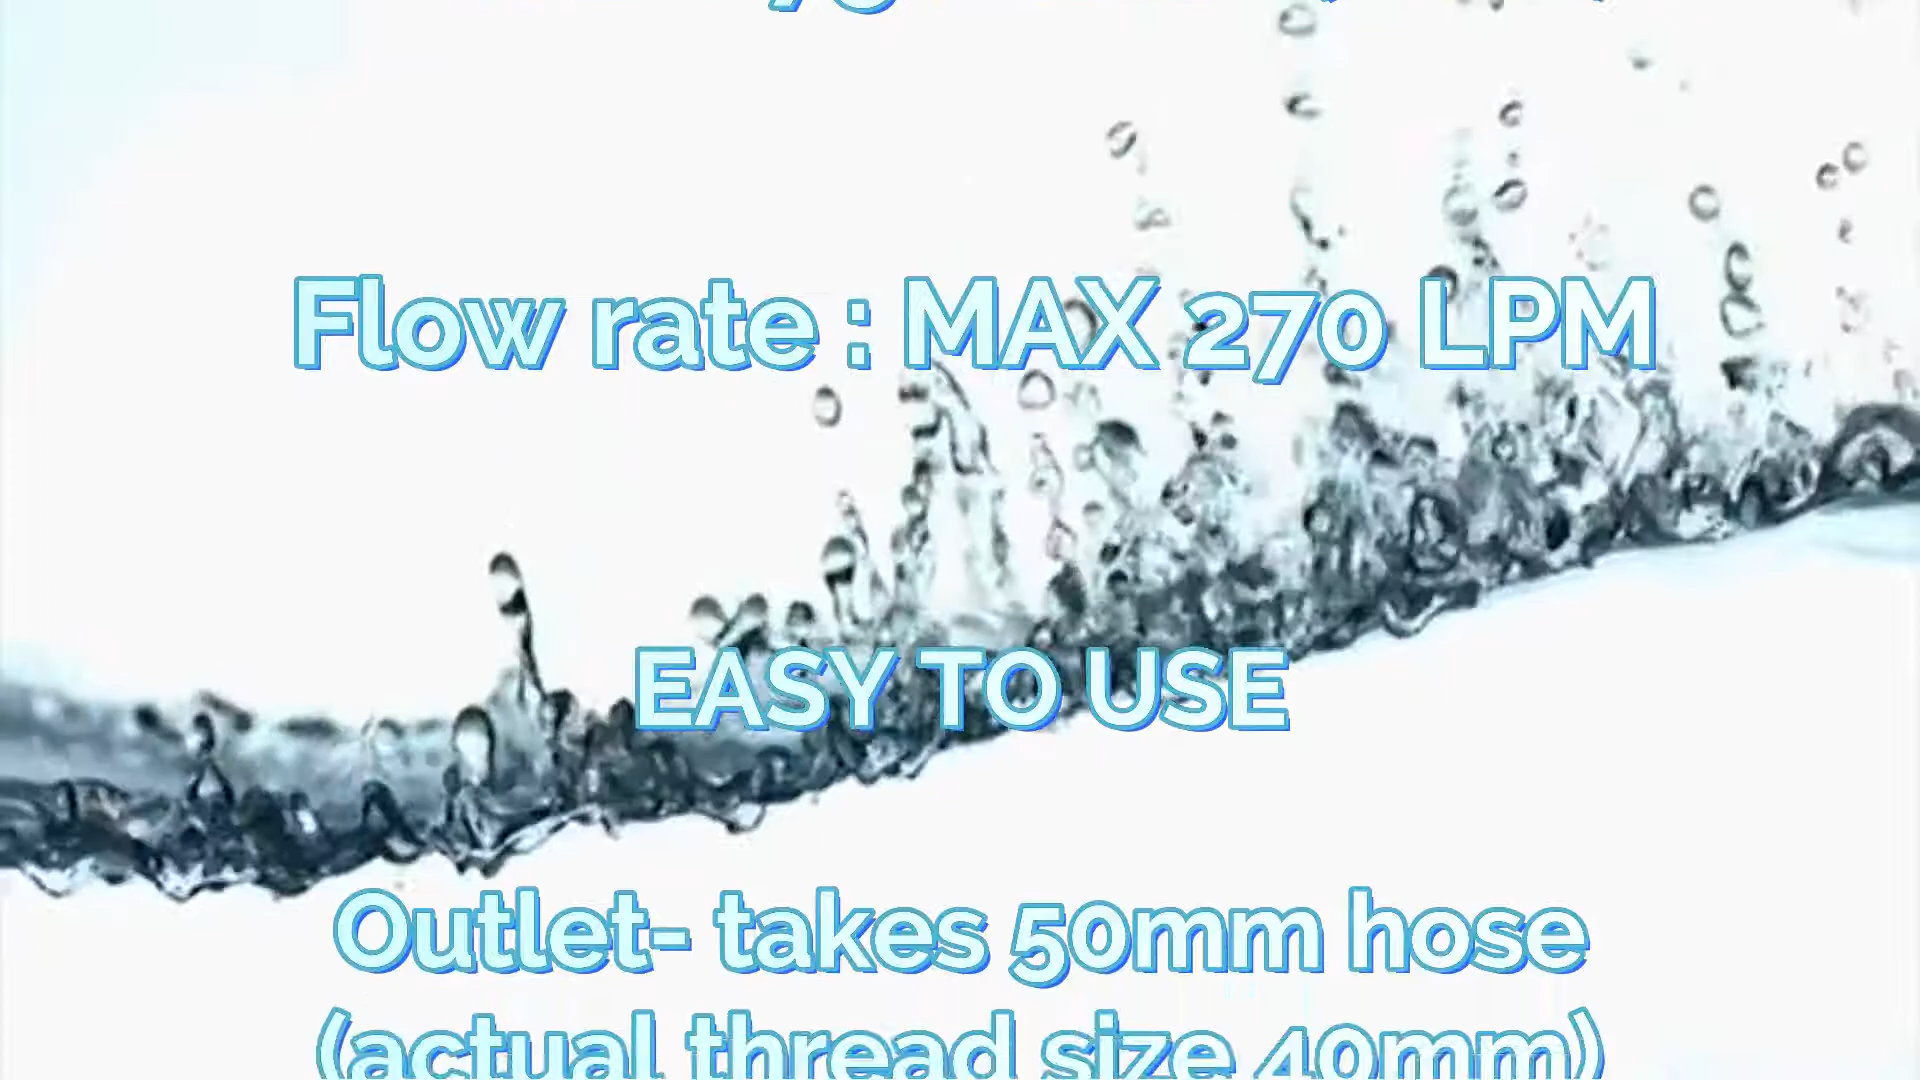 Flow rate : MAX 270 LPM
EASY TO USE
Outlet- takes 50mm hose
(actual thread size 40mm)